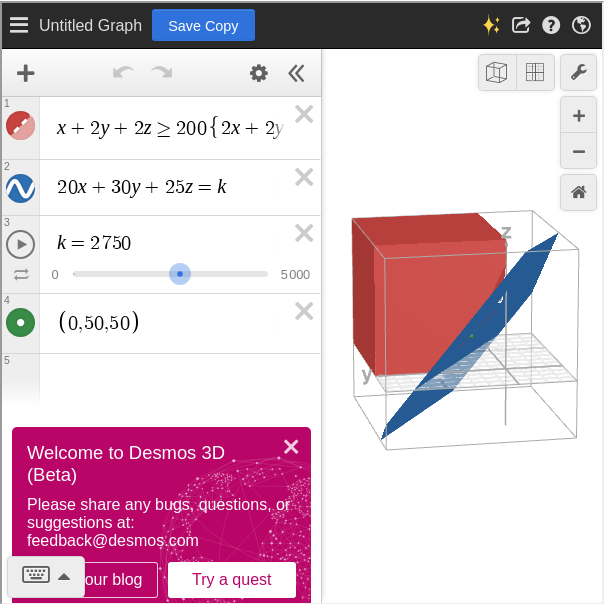 Untitled Graph
Save Copy
1
x + 2y + 2z ≥ 200{2x + 2y
2
20x + 30y + 25z = k
3
k = 2750
0
5000
4
(0,50,50)
5
z
y
Welcome to Desmos 3D
(Beta)
Please share any bugs, questions, or
suggestions at:
feedback@desmos.com
our blog
Try a quest